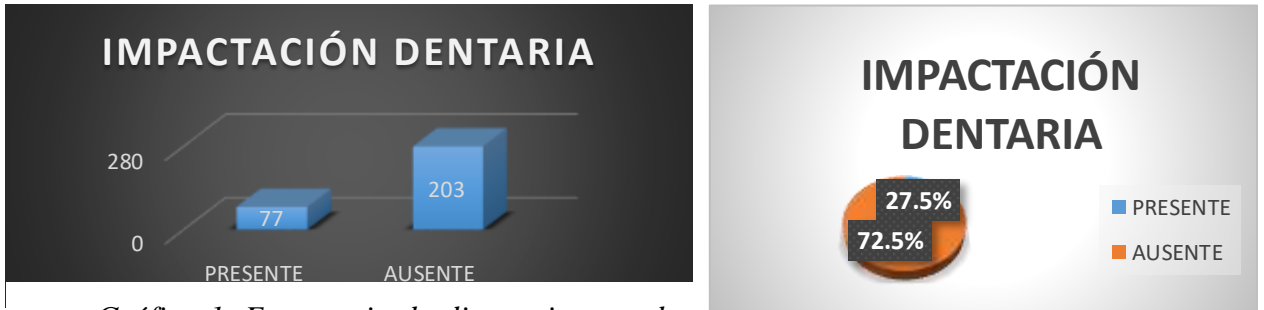 IMPACTACIÓN DENTARIA
280
0
77
203
PRESENTE
AUSENTE
IMPACTACIÓN
DENTARIA
27.5%
72.5%
PRESENTE
AUSENTE